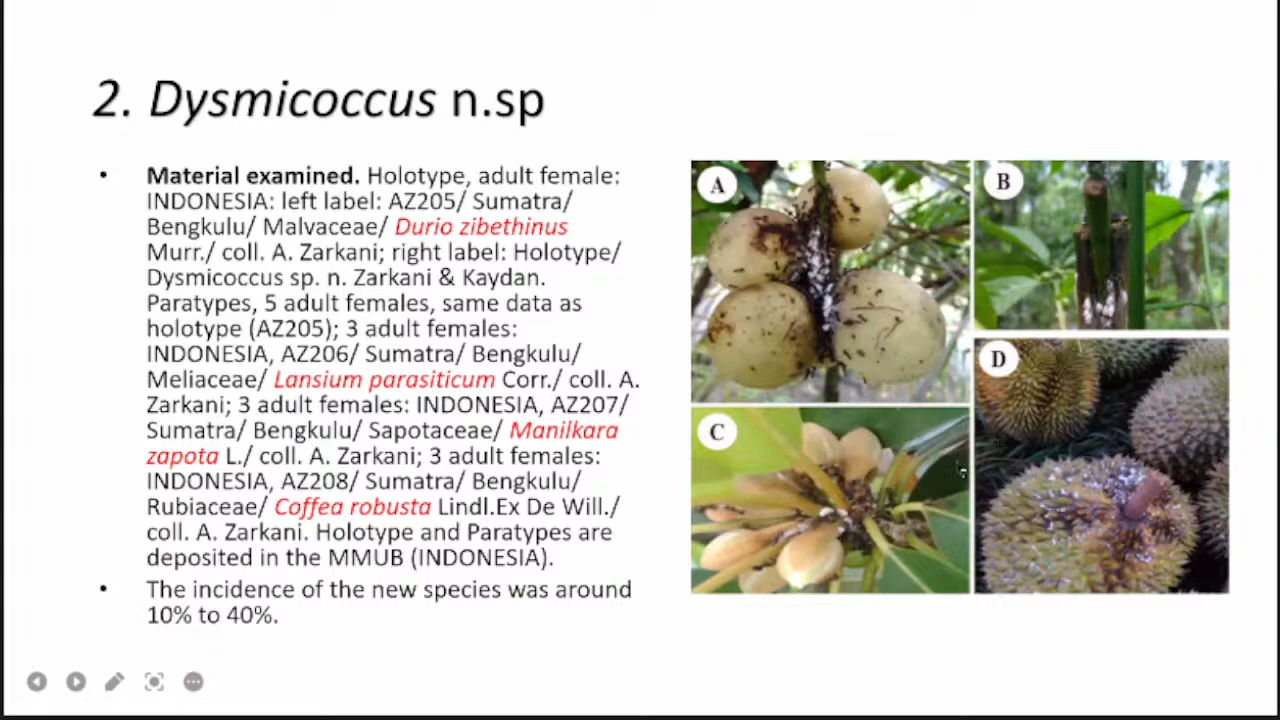 2. Dysmicoccus n.sp
• Material examined. Holotype, adult female:
INDONESIA: left label: AZ205/ Sumatra/
Bengkulu/ Malvaceae/ Durio zibethinus
Murr./ coll. A. Zarkani; right label: Holotype/
Dysmicoccus sp. n. Zarkani & Kaydan.
Paratypes, 5 adult females, same data as
holotype (AZ205); 3 adult females:
INDONESIA, AZ206/ Sumatra/ Bengkulu/
Meliaceae/ Lansium parasiticum Corr./ coll. A.
Zarkani; 3 adult females: INDONESIA, AZ207/
Sumatra/ Bengkulu/ Sapotaceae/ Manilkara
zapota L./ coll. A. Zarkani; 3 adult females:
INDONESIA, AZ208/ Sumatra/ Bengkulu/
Rubiaceae/ Coffea robusta Lindl.Ex De Will./
coll. A. Zarkani. Holotype and Paratypes are
deposited in the MMUB (INDONESIA).
• The incidence of the new species was around
10% to 40%.
A
B
C
D